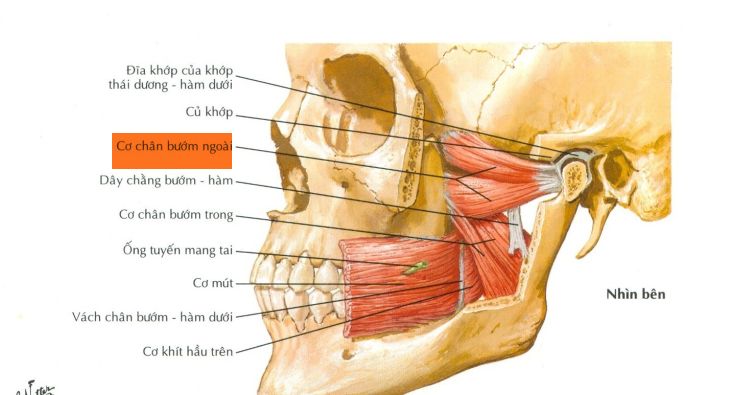 Đĩa khớp của khớp
thái dương - hàm dưới
Củ khớp
Cơ chân bướm ngoài
Dây chằng bướm - hàm
Cơ chân bướm trong
Ống tuyến mang tai
Cơ mút
Vách chân bướm - hàm dưới
Cơ khít hầu trên
Nhìn bên